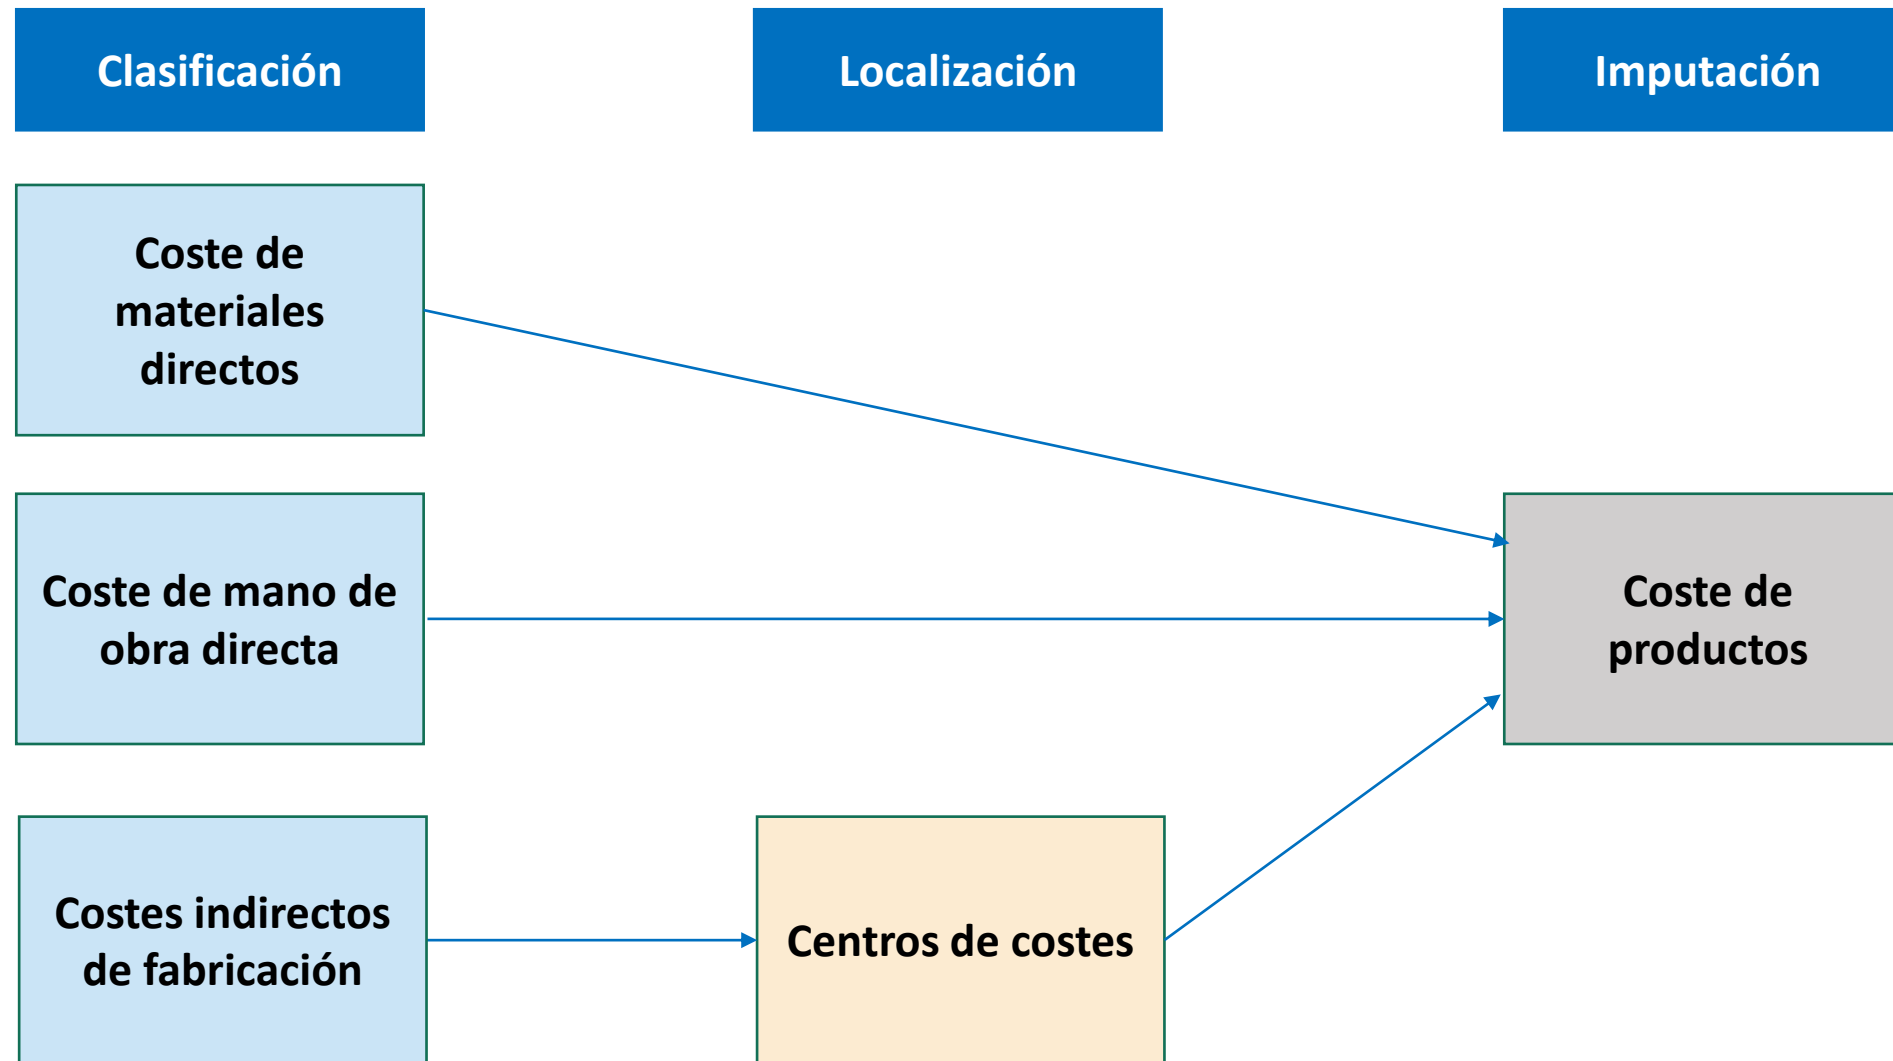 Clasificación
Localización
Imputación
Coste de
materiales
directos
Coste de mano de
obra directa
Coste de
productos
Costes indirectos
de fabricación
Centros de costes